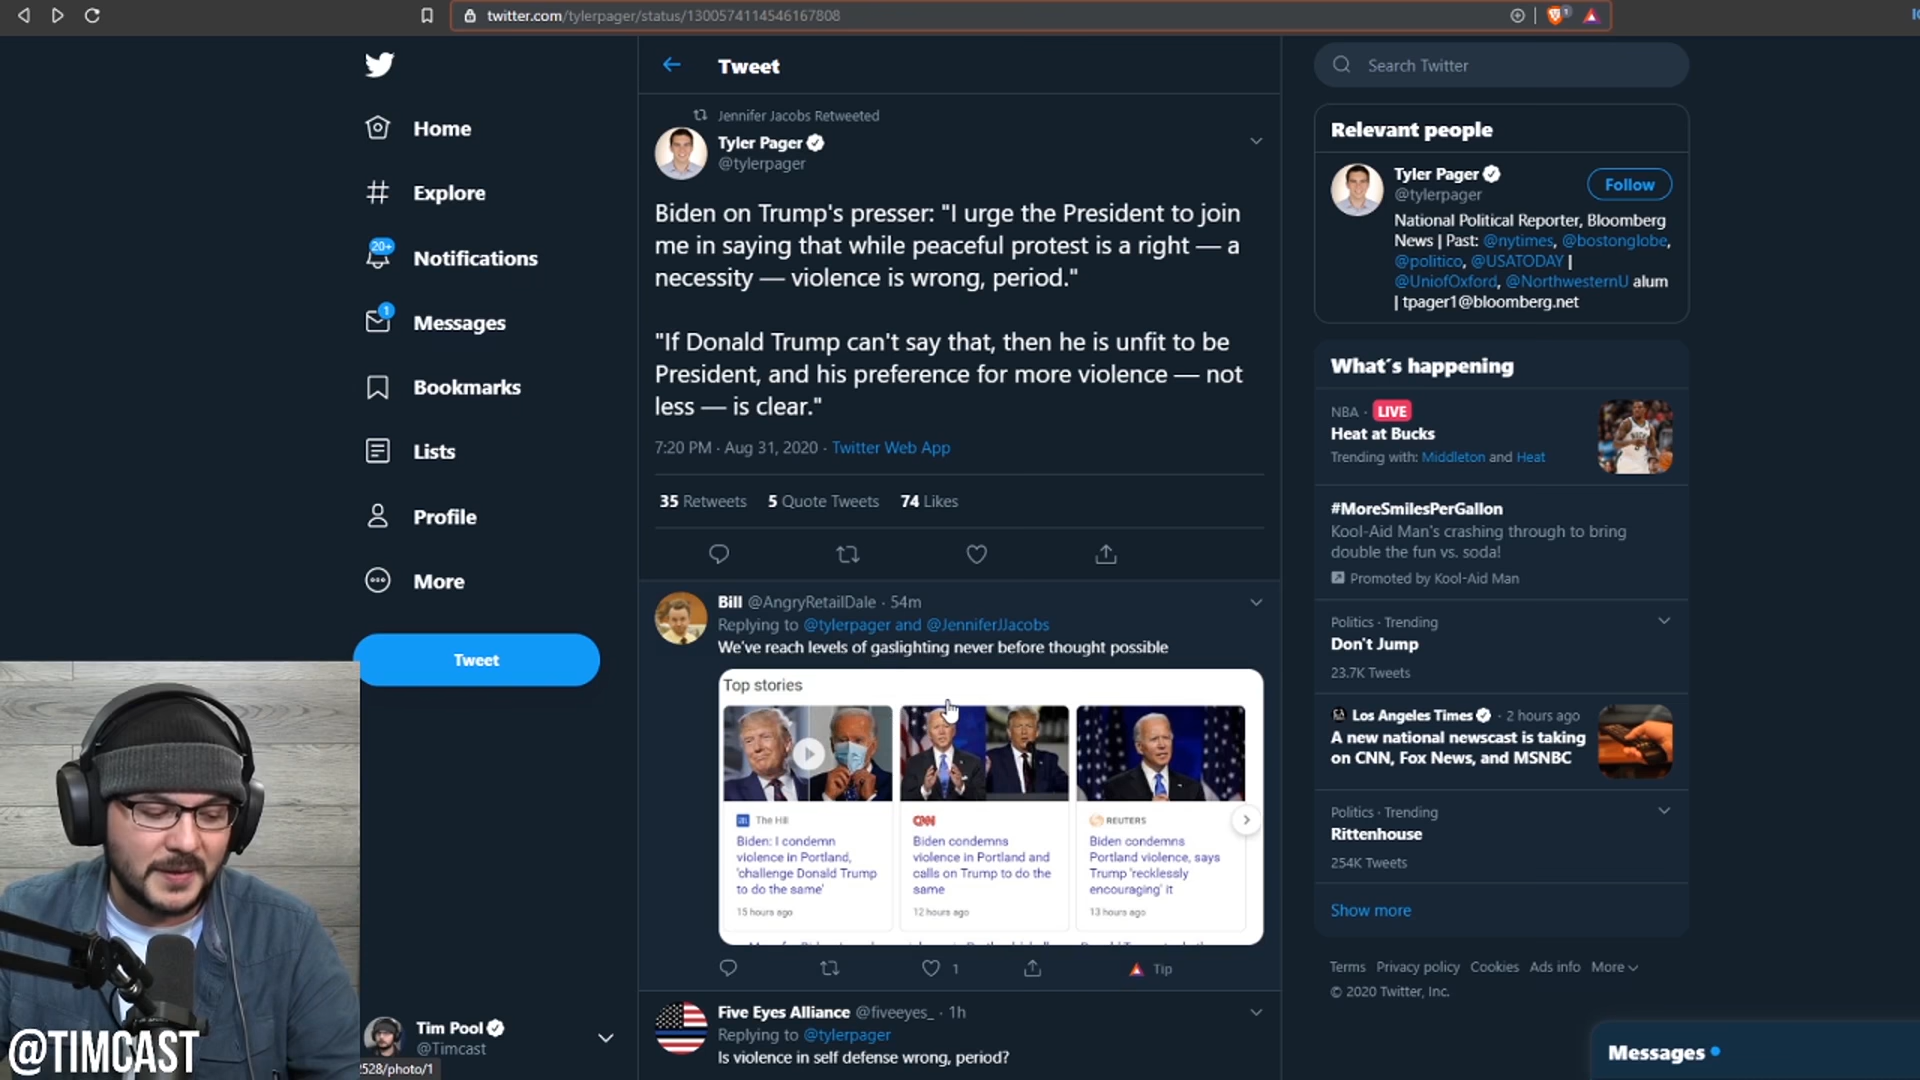 twitter.com/tylerpager/status/1300574114546167808
Home
Explore
20+
Notifications
1
Messages
Bookmarks
Lists
Profile
More
Tweet
Tim Pool
@Timcast
2528/photo/1
@TIMCAST
Tweet
Jennifer Jacobs Retweeted
Tyler Pager
@tylerpager
Biden on Trump's presser: "I urge the President to join
me in saying that while peaceful protest is a right — a
necessity — violence is wrong, period."
"If Donald Trump can't say that, then he is unfit to be
President, and his preference for more violence — not
less — is clear."
7:20 PM · Aug 31, 2020 · Twitter Web App
35 Retweets 5 Quote Tweets 74 Likes
Bill @AngryRetailDale · 54m
Replying to @tylerpager and @JenniferJJacobs
We've reach levels of gaslighting never before thought possible
Top stories
The Hill
Biden: I condemn
violence in Portland,
'challenge Donald Trump
to do the same'
15 hours ago
CNN
Biden condemns
violence in Portland and
calls on Trump to do the
same
12 hours ago
REUTERS
Biden condemns
Portland violence, says
Trump 'recklessly
encouraging' it
13 hours ago
1
Tip
Five Eyes Alliance @fiveeyes_ · 1h
Replying to @tylerpager
Is violence in self defense wrong, period?
Search Twitter
Relevant people
Tyler Pager
@tylerpager
Follow
National Political Reporter, Bloomberg
News | Past: @nytimes, @bostonglobe,
@politico, @USATODAY |
@UniofOxford, @NorthwesternU alum
| tpager1@bloomberg.net
What's happening
NBA · LIVE
Heat at Bucks
Trending with: Middleton and Heat
#MoreSmilesPerGallon
Kool-Aid Man's crashing through to bring
double the fun vs. soda!
Promoted by Kool-Aid Man
Politics · Trending
Don't Jump
23.7K Tweets
Los Angeles Times · 2 hours ago
A new national newscast is taking
on CNN, Fox News, and MSNBC
Politics · Trending
Rittenhouse
254K Tweets
Show more
Terms Privacy policy Cookies Ads info More
© 2020 Twitter, Inc.
Messages